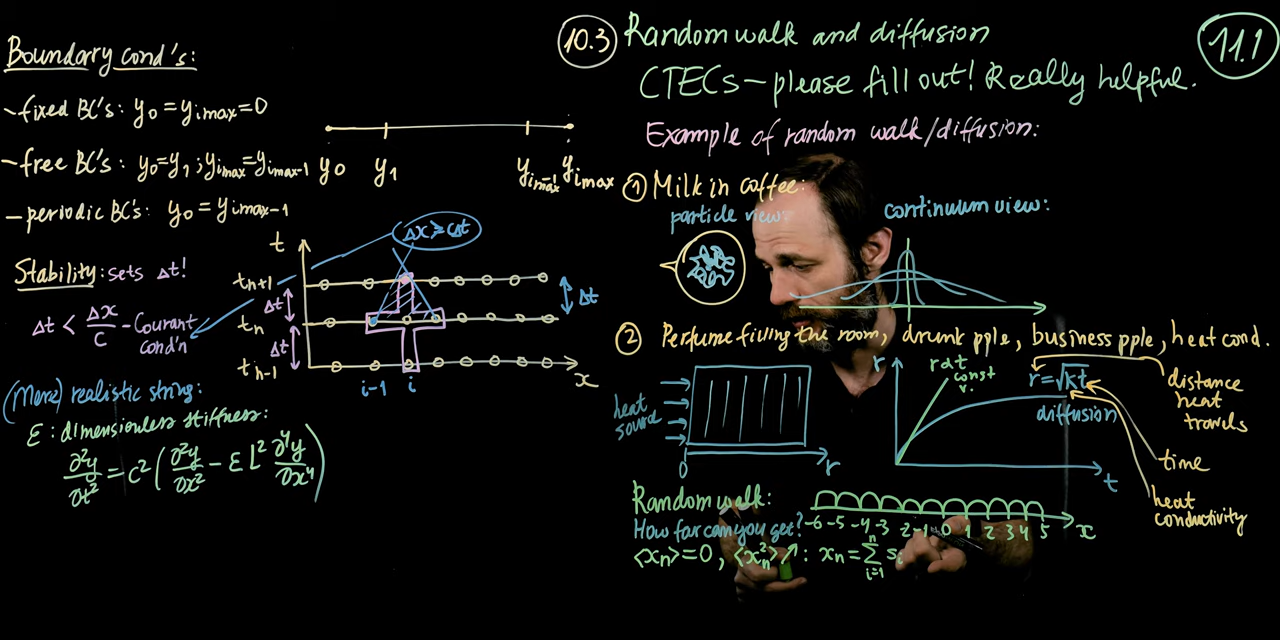 Boundary cond's:
-fixed BC's: y0 = yimax = 0
-free BC's: y0 = y1 ; yimax = yimax-1
-periodic BC's: y0 = yimax-1
y0 y1 yimax-1 yimax
Stability: sets Δt!
Δt < Δx/c - Courant cond'n
Δx ≥ cΔt
t
tn+1
Δt
tn
Δt
tn-1
Δt
i-1 i x
(More) realistic string:
ε: dimensionless stiffness:
∂²y/∂t² = c² (∂²y/∂x² - εL² ∂⁴y/∂x⁴)
10.3 Random walk and diffusion
11.1
CTECs - please fill out! Really helpful.
Example of random walk/diffusion:
① Milk in coffee:
particle view:
continuum view:
② Perfume filling the room, drunk pple, business pple, heat cond.
heat source
0 r
r
r∝t
const v.
r = √kt
diffusion
t
distance heat travels
time
heat conductivity
Random walk:
-6 -5 -4 -3 -2 -1 0 1 2 3 4 5 x
How far can you get?
⟨xn⟩ = 0, ⟨xn²⟩ ↗ : xn = Σ_{i=1}^{n} si